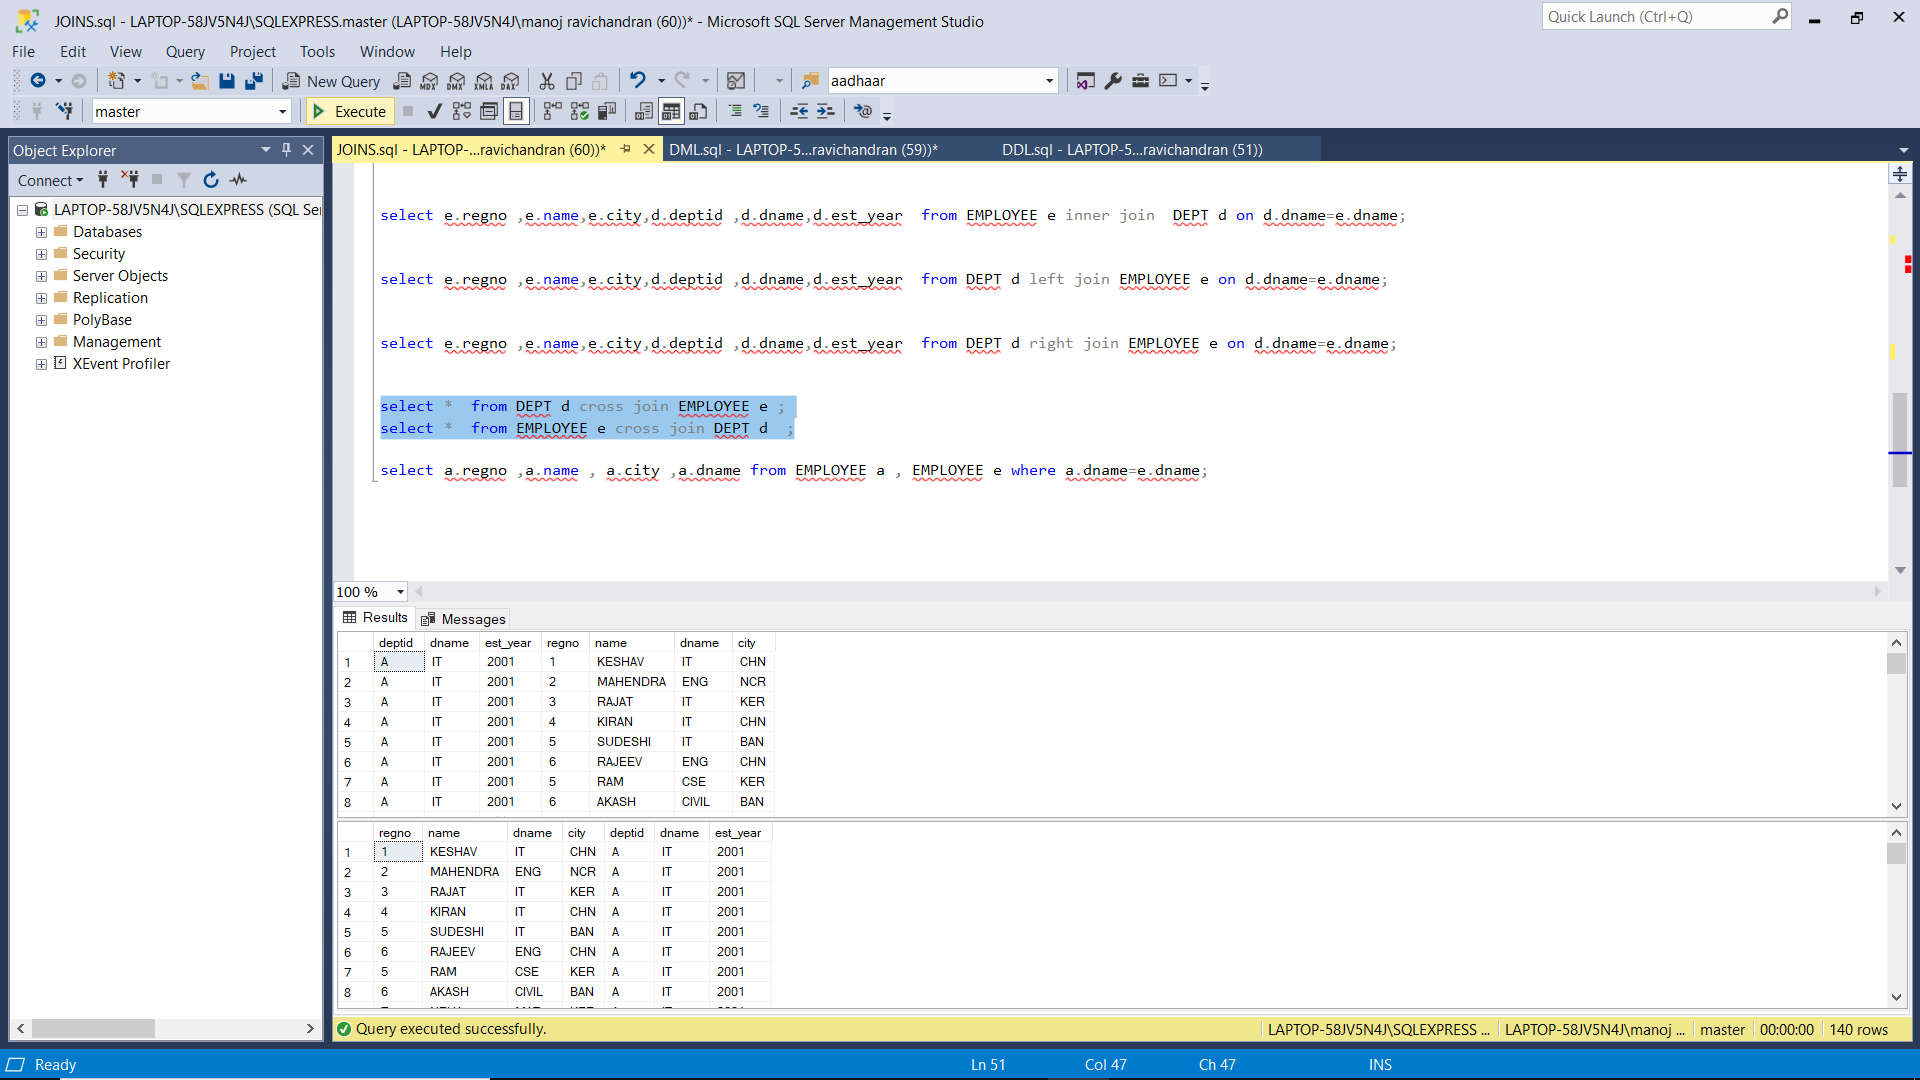 JOINS.sql - LAPTOP-58JV5N4J\SQLEXPRESS.master (LAPTOP-58JV5N4J\manoj ravichandran (60))* - Microsoft SQL Server Management Studio
Quick Launch (Ctrl+Q)
File Edit View Query Project Tools Window Help
New Query MDX DMX XMLA DAX aadhaar
master Execute
Object Explorer
JOINS.sql - LAPTOP-...ravichandran (60))* DML.sql - LAPTOP-5...ravichandran (59))* DDL.sql - LAPTOP-5...ravichandran (51))
Connect
LAPTOP-58JV5N4J\SQLEXPRESS (SQL Ser
Databases
Security
Server Objects
Replication
PolyBase
Management
XEvent Profiler
select e.regno ,e.name,e.city,d.deptid ,d.dname,d.est_year from EMPLOYEE e inner join DEPT d on d.dname=e.dname;
select e.regno ,e.name,e.city,d.deptid ,d.dname,d.est_year from DEPT d left join EMPLOYEE e on d.dname=e.dname;
select e.regno ,e.name,e.city,d.deptid ,d.dname,d.est_year from DEPT d right join EMPLOYEE e on d.dname=e.dname;
select * from DEPT d cross join EMPLOYEE e ;
select * from EMPLOYEE e cross join DEPT d ;
select a.regno ,a.name , a.city ,a.dname from EMPLOYEE a , EMPLOYEE e where a.dname=e.dname;
100 %
Results Messages
deptid dname est_year regno name dname city
1 A IT 2001 1 KESHAV IT CHN
2 A IT 2001 2 MAHENDRA ENG NCR
3 A IT 2001 3 RAJAT IT KER
4 A IT 2001 4 KIRAN IT CHN
5 A IT 2001 5 SUDESHI IT BAN
6 A IT 2001 6 RAJEEV ENG CHN
7 A IT 2001 5 RAM CSE KER
8 A IT 2001 6 AKASH CIVIL BAN
regno name dname city deptid dname est_year
1 1 KESHAV IT CHN A IT 2001
2 2 MAHENDRA ENG NCR A IT 2001
3 3 RAJAT IT KER A IT 2001
4 4 KIRAN IT CHN A IT 2001
5 5 SUDESHI IT BAN A IT 2001
6 6 RAJEEV ENG CHN A IT 2001
7 5 RAM CSE KER A IT 2001
8 6 AKASH CIVIL BAN A IT 2001
Query executed successfully. LAPTOP-58JV5N4J\SQLEXPRESS ... LAPTOP-58JV5N4J\manoj ... master 00:00:00 140 rows
Ready Ln 51 Col 47 Ch 47 INS